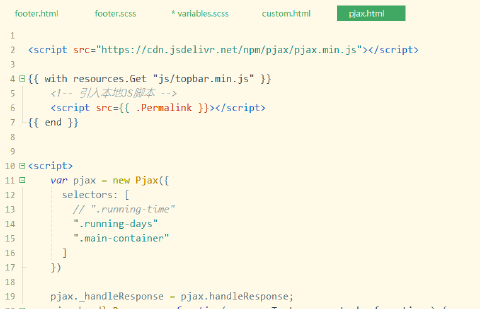 footer.html footer.scss * variables.scss custom.html pjax.html
1
2 <script src="https://cdn.jsdelivr.net/npm/pjax/pjax.min.js"></script>
3
4 {{ with resources.Get "js/topbar.min.js" }}
5 <!-- 引入本地JS脚本 -->
6 <script src={{ .Permalink }}></script>
7 {{ end }}
8
9
10 <script>
11 var pjax = new Pjax({
12 selectors: [
13 // ".running-time"
14 ".running-days"
15 ".main-container"
16 ]
17 })
18
19 pjax._handleResponse = pjax.handleResponse;